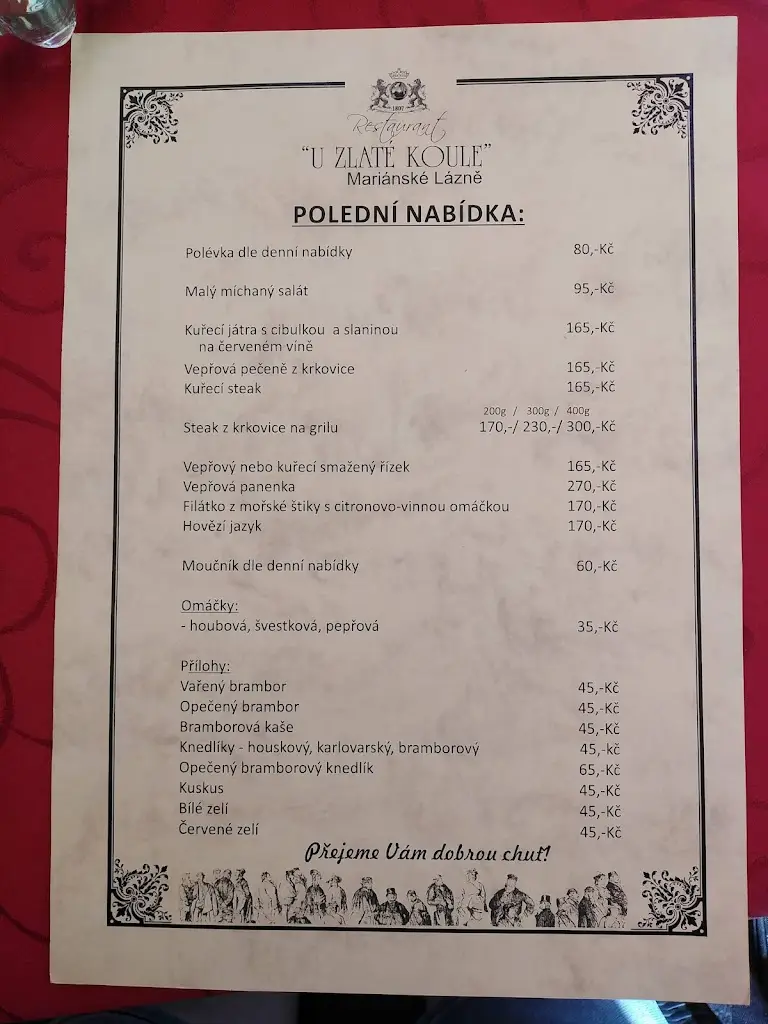 1897
Restaurant
"U ZLATÉ KOULE"
Mariánské Lázně
POLEDNÍ NABÍDKA:
Polévka dle denní nabídky 80,-Kč
Malý míchaný salát 95,-Kč
Kuřecí játra s cibulkou a slaninou 165,-Kč
na červeném víně
Vepřová pečeně z krkovice 165,-Kč
Kuřecí steak 165,-Kč
200g / 300g / 400g
Steak z krkovice na grilu 170,-/ 230,-/ 300,-Kč
Vepřový nebo kuřecí smažený řízek 165,-Kč
Vepřová panenka 270,-Kč
Filátko z mořské štiky s citronovo-vinnou omáčkou 170,-Kč
Hovězí jazyk 170,-Kč
Moučník dle denní nabídky 60,-Kč
Omáčky:
- houbová, švestková, pepřová 35,-Kč
Přílohy:
Vařený brambor 45,-Kč
Opečený brambor 45,-Kč
Bramborová kaše 45,-Kč
Knedlíky - houskový, karlovarský, bramborový 45,-kč
Opečený bramborový knedlík 65,-Kč
Kuskus 45,-Kč
Bílé zelí 45,-Kč
Červené zelí 45,-Kč
Přejeme Vám dobrou chuť!